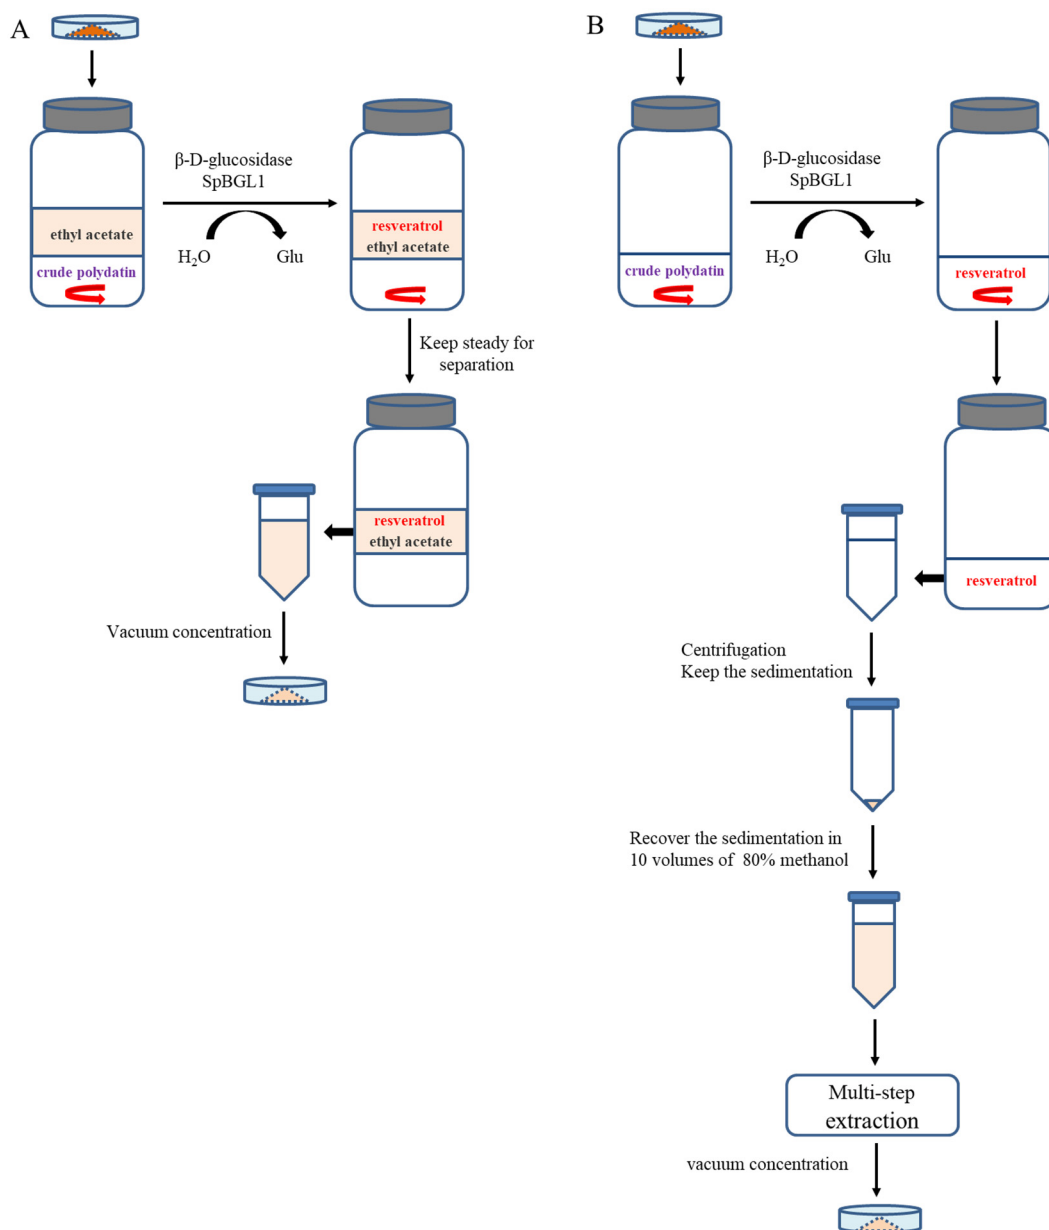 A
β-D-glucosidase
SpBGL1
H₂O
Glu
ethyl acetate
crude polydatin
resveratrol
ethyl acetate
Keep steady for
separation
resveratrol
ethyl acetate
Vacuum concentration
B
β-D-glucosidase
SpBGL1
H₂O
Glu
crude polydatin
resveratrol
resveratrol
Centrifugation
Keep the sedimentation
Recover the sedimentation in
10 volumes of 80% methanol
Multi-step
extraction
vacuum concentration